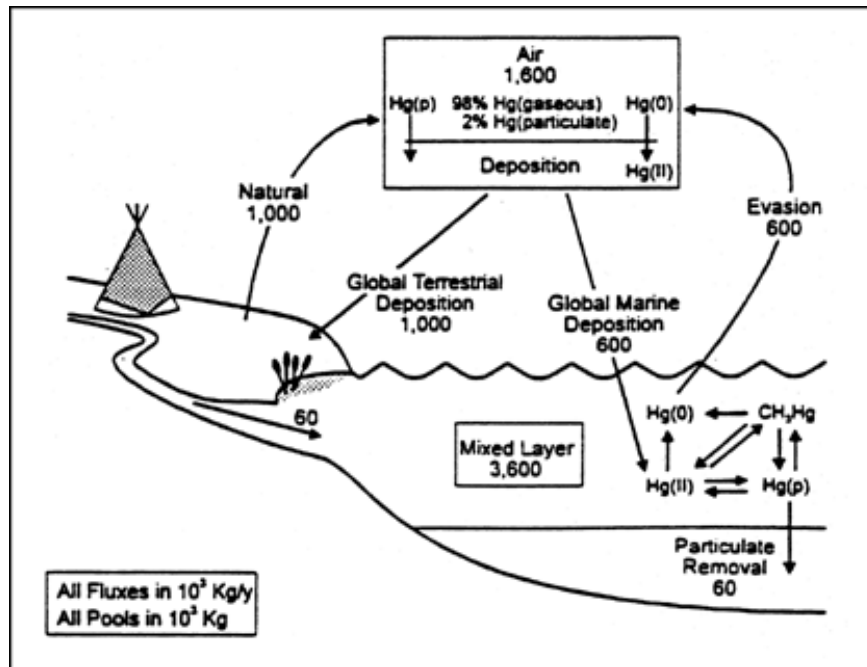 Air
1,600
Hg(p) 98% Hg(gaseous) Hg(0)
2% Hg(particulate)
Deposition Hg(II)
Natural
1,000
Evasion
600
Global Terrestrial
Deposition
1,000
Global Marine
Deposition
600
60
Mixed Layer
3,600
Hg(0) CH₃Hg
Hg(II) Hg(p)
Particulate
Removal
60
All Fluxes in 10³ Kg/y
All Pools in 10³ Kg